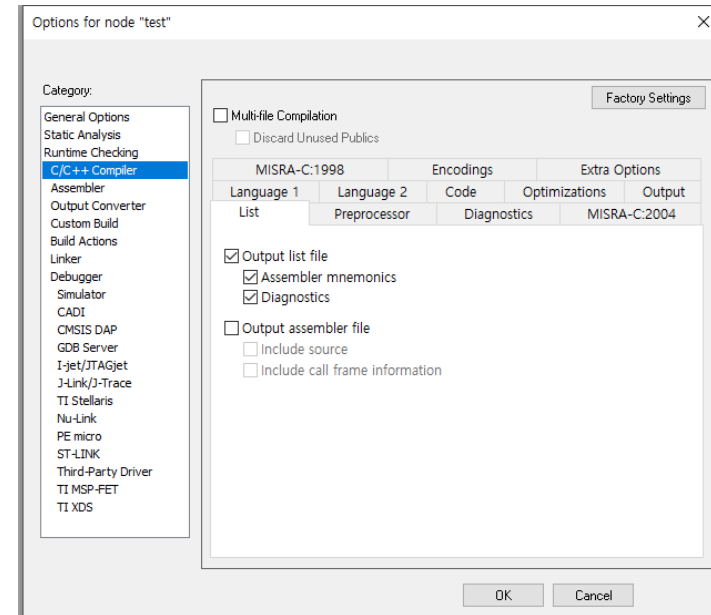 Options for node "test"
Category:
General Options
Static Analysis
Runtime Checking
C/C++ Compiler
Assembler
Output Converter
Custom Build
Build Actions
Linker
Debugger
Simulator
CADI
CMSIS DAP
GDB Server
I-jet/JTAGjet
J-Link/J-Trace
TI Stellaris
Nu-Link
PE micro
ST-LINK
Third-Party Driver
TI MSP-FET
TI XDS
Factory Settings
Multi-file Compilation
Discard Unused Publics
MISRA-C:1998 Encodings Extra Options
Language 1 Language 2 Code Optimizations Output
List Preprocessor Diagnostics MISRA-C:2004
Output list file
Assembler mnemonics
Diagnostics
Output assembler file
Include source
Include call frame information
OK Cancel